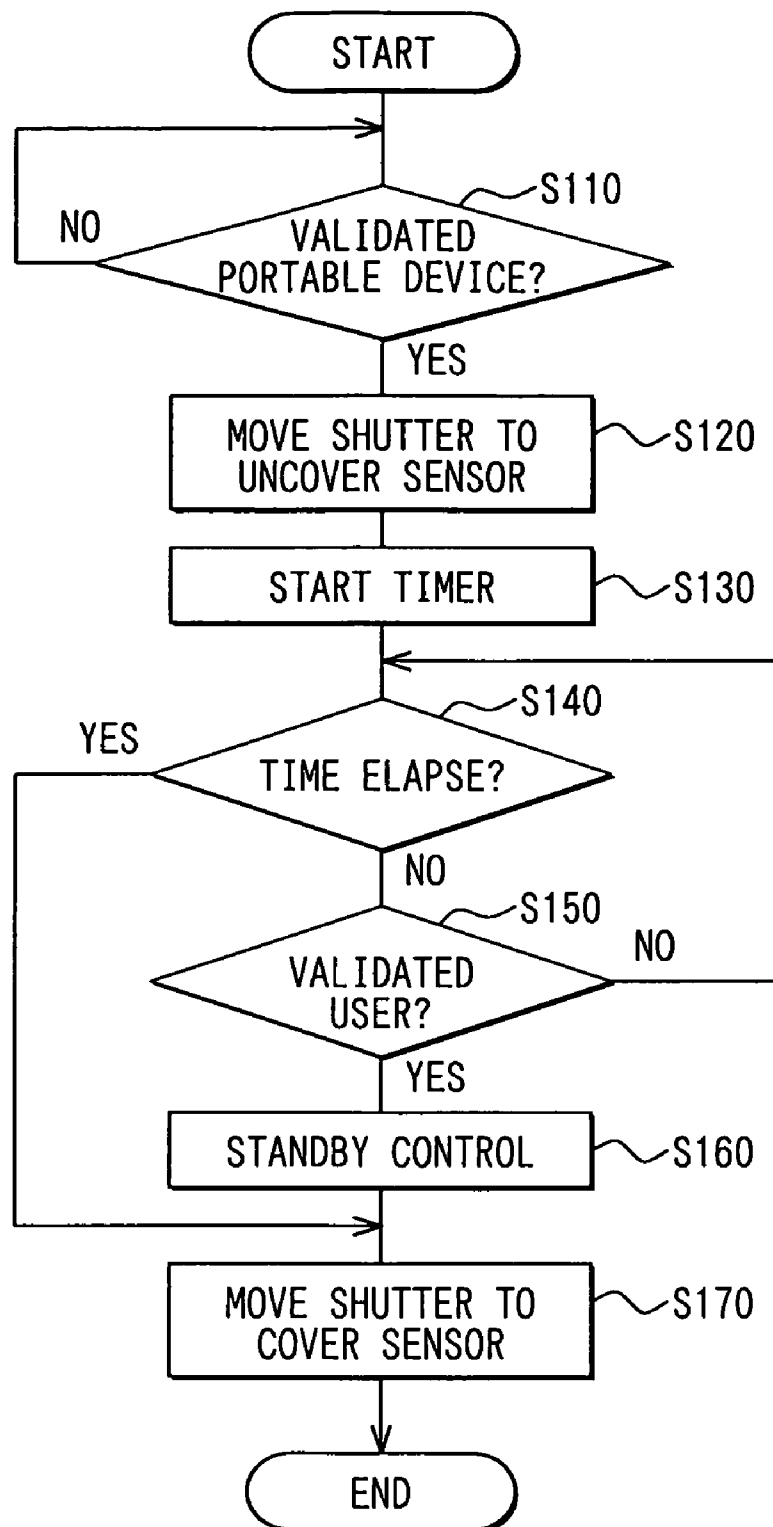 START
S110
NO
VALIDATED
PORTABLE DEVICE?
YES
MOVE SHUTTER TO
UNCOVER SENSOR
S120
START TIMER
S130
S140
YES
TIME ELAPSE?
NO
S150
NO
VALIDATED
USER?
YES
STANDBY CONTROL
S160
MOVE SHUTTER TO
COVER SENSOR
S170
END